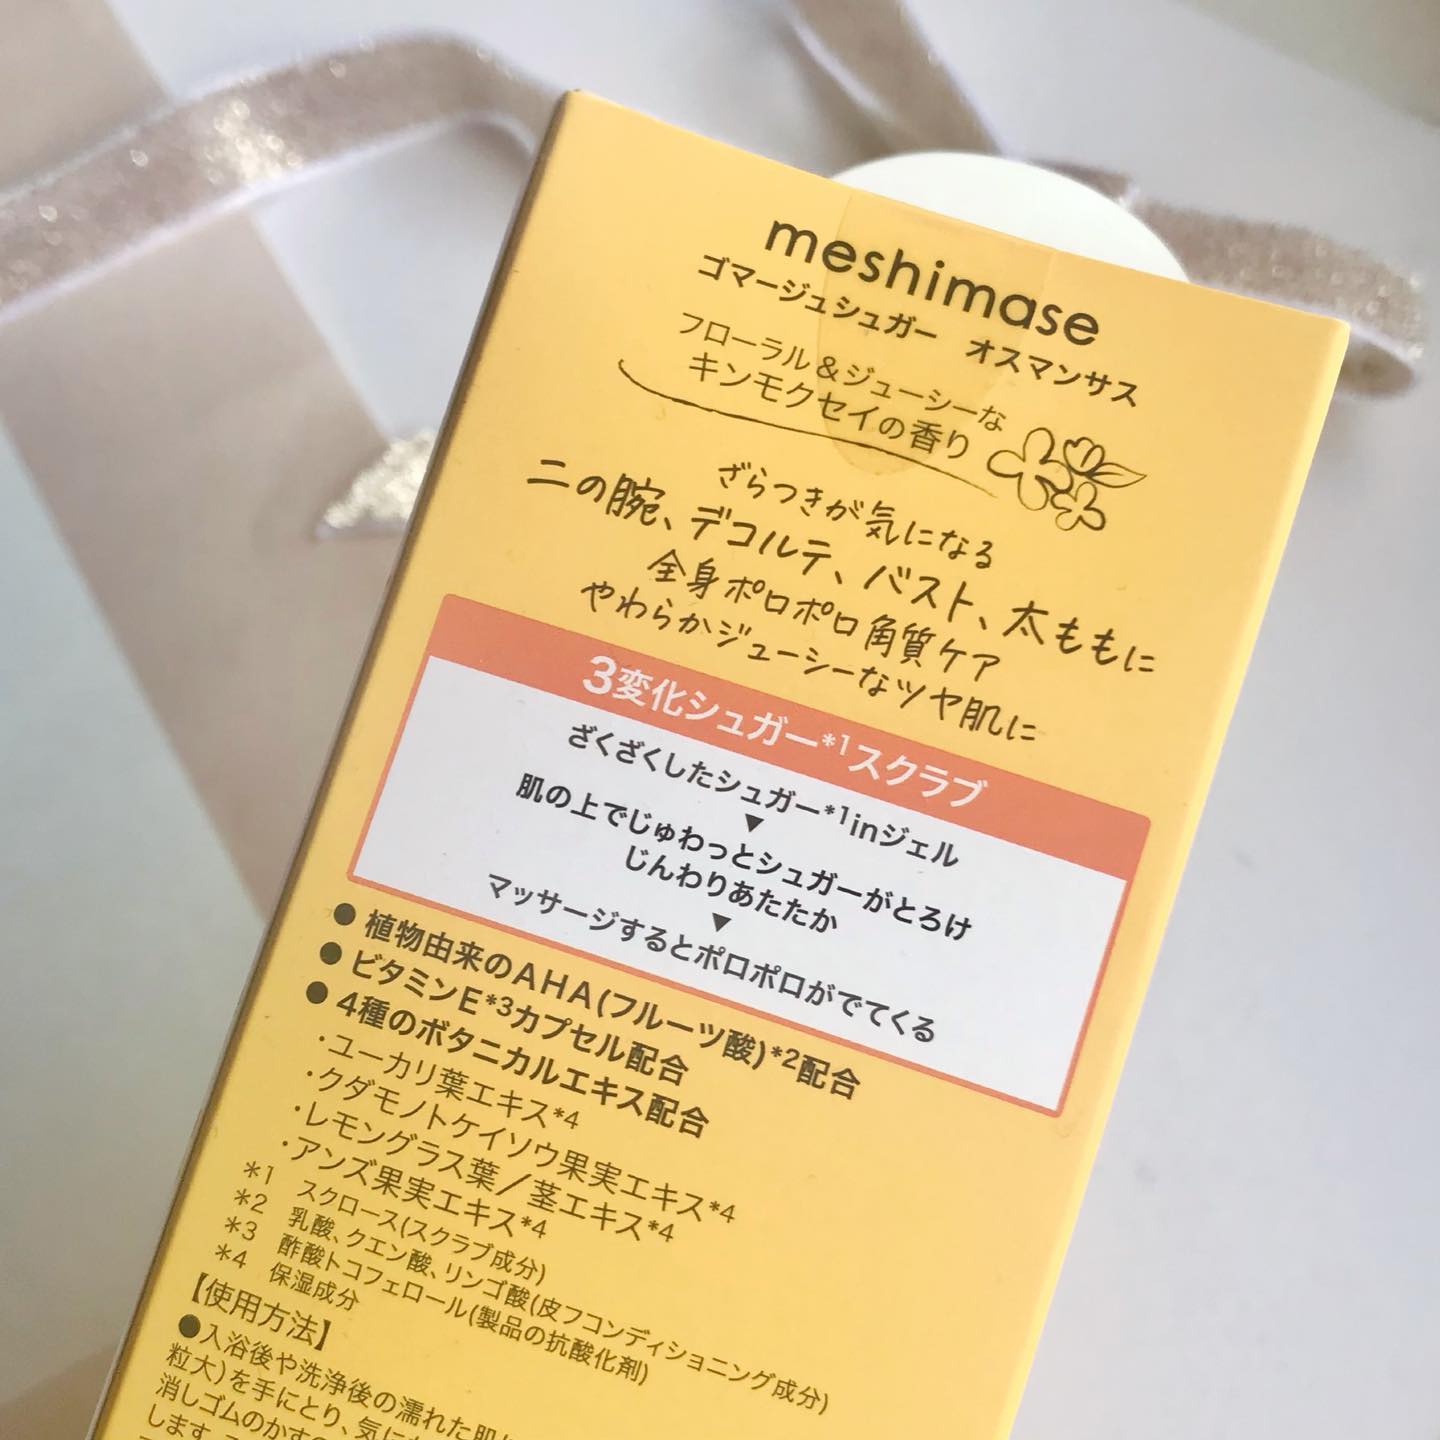 meshimase
ゴマージュシュガー オスマンサス
フローラル&ジューシーな
キンモクセイの香り
ざらつきが気になる
二の腕、デコルテ、バスト、太ももに
全身ポロポロ角質ケア
やわらかジューシーなツヤ肌に
3変化シュガー*1スクラブ
ざくざくしたシュガー*1inジェル
▼
肌の上でじゅわっとシュガーがとろけ
じんわりあたたか
▼
マッサージするとポロポロがでてくる
●植物由来のAHA(フルーツ酸)*2配合
●ビタミンE*3カプセル配合
●4種のボタニカルエキス配合
・ユーカリ葉エキス*4
・クダモノトケイソウ果実エキス*4
・レモングラス葉/茎エキス*4
・アンズ果実エキス*4
*1 スクロース(スクラブ成分)
*2 乳酸、クエン酸、リンゴ酸(皮フコンディショニング成分)
*3 酢酸トコフェロール(製品の抗酸化剤)
*4 保湿成分
【使用方法】
●入浴後や洗浄後の濡れた肌
粒大)を手にとり、気に
消しゴムのかすの
します。